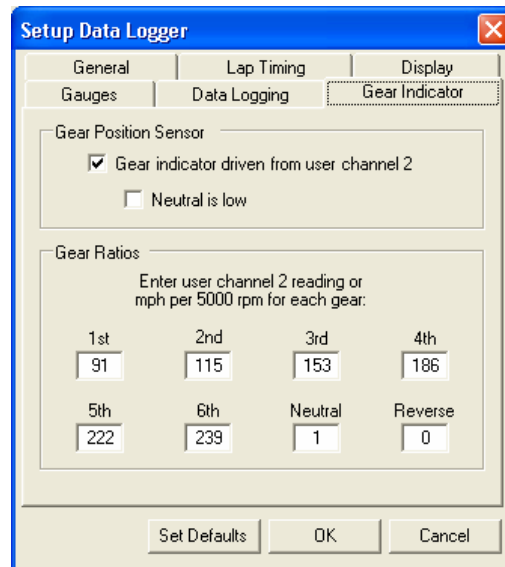 Setup Data Logger
General Lap Timing Display
Gauges Data Logging Gear Indicator
Gear Position Sensor
Gear indicator driven from user channel 2
Neutral is low
Gear Ratios
Enter user channel 2 reading or
mph per 5000 rpm for each gear:
1st 2nd 3rd 4th
91 115 153 186
5th 6th Neutral Reverse
222 239 1 0
Set Defaults OK Cancel